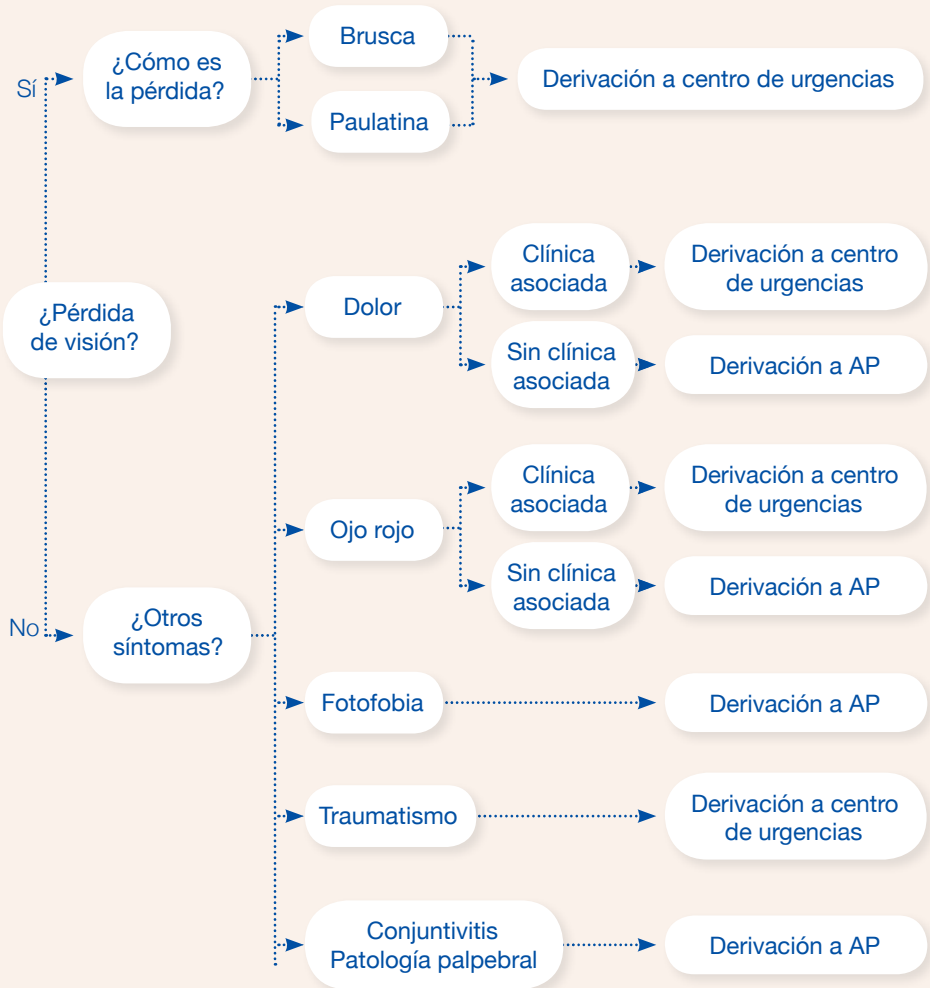 Sí
¿Cómo es
la pérdida?
Brusca
Paulatina
Derivación a centro de urgencias
¿Pérdida
de visión?
No
¿Otros
síntomas?
Dolor
Clínica
asociada
Derivación a centro
de urgencias
Sin clínica
asociada
Derivación a AP
Ojo rojo
Clínica
asociada
Derivación a centro
de urgencias
Sin clínica
asociada
Derivación a AP
Fotofobia
Derivación a AP
Traumatismo
Derivación a centro
de urgencias
Conjuntivitis
Patología palpebral
Derivación a AP